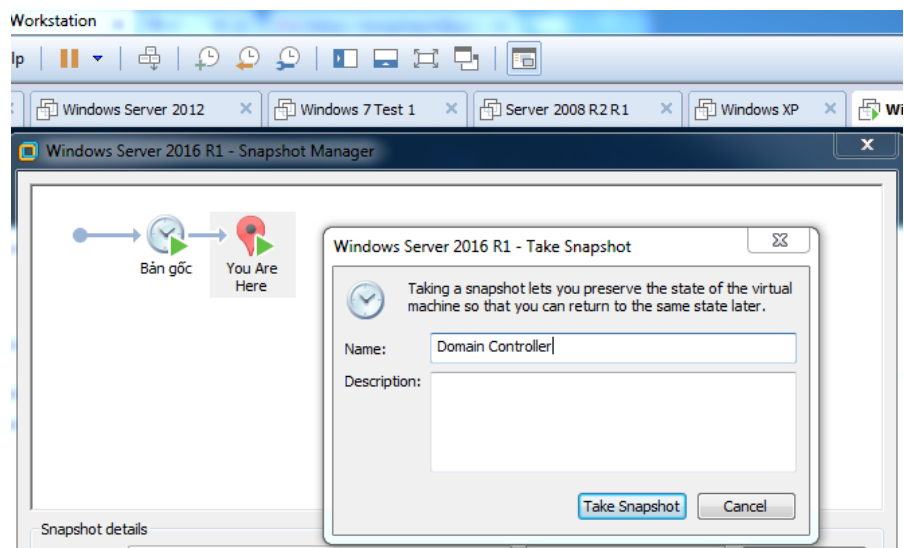 Workstation
lp
Windows Server 2012
Windows 7 Test 1
Server 2008 R2 R1
Windows XP
Wi
Windows Server 2016 R1 - Snapshot Manager
Bản gốc
You Are
Here
Windows Server 2016 R1 - Take Snapshot
Taking a snapshot lets you preserve the state of the virtual
machine so that you can return to the same state later.
Name:
Domain Controller
Description:
Take Snapshot
Cancel
Snapshot details